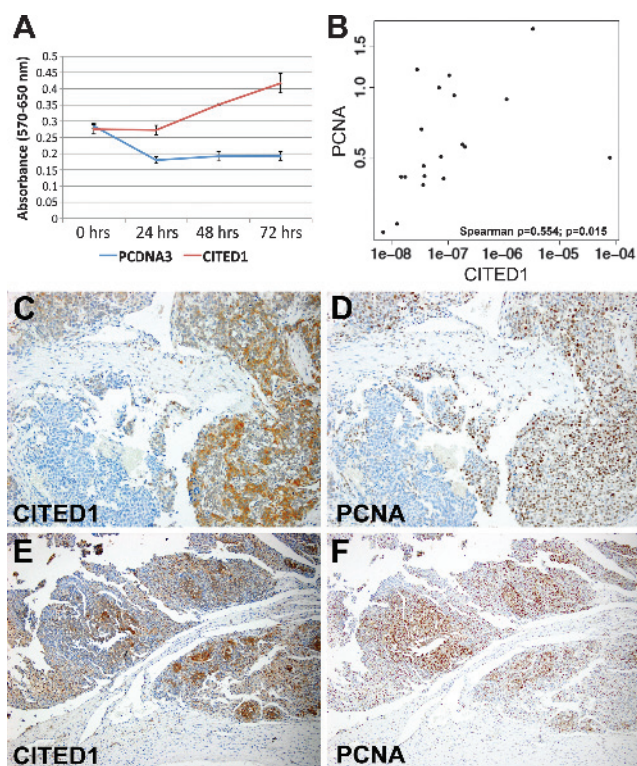 A
Absorbance (570-650 nm)
0.5
0.45
0.4
0.35
0.3
0.25
0.2
0.15
0.1
0.05
0
0 hrs 24 hrs 48 hrs 72 hrs
PCDNA3 CITED1
B
PCNA
1.5
1.0
0.5
Spearman p=0.554; p=0.015
1e-08 1e-07 1e-06 1e-05 1e-04
CITED1
C
CITED1
D
PCNA
E
CITED1
F
PCNA